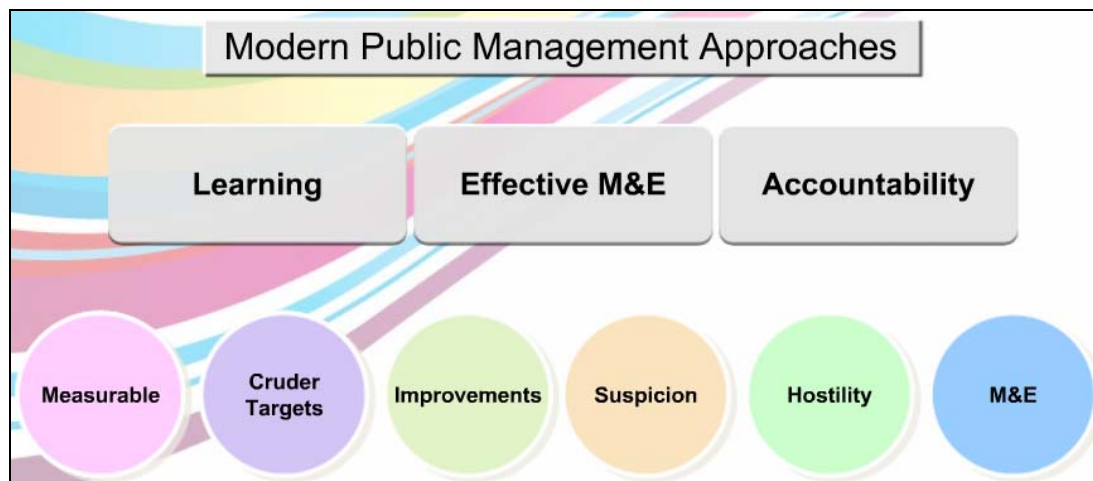 Modern Public Management Approaches
Learning
Effective M&E
Accountability
Measurable
Cruder
Targets
Improvements
Suspicion
Hostility
M&E